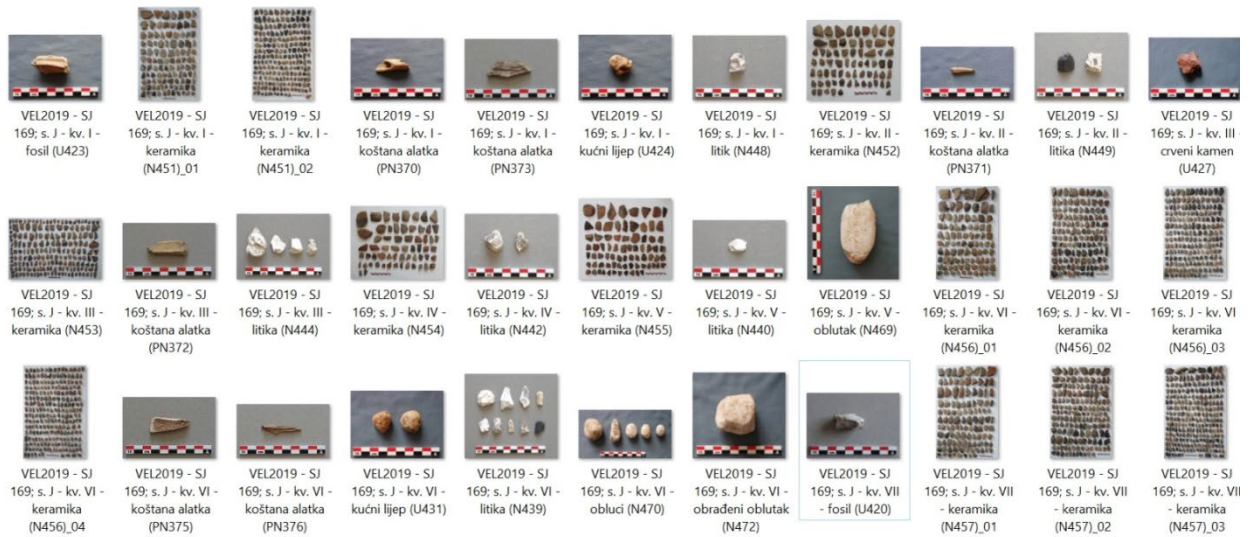 VEL2019 - SJ
169; s. J - kv. I -
fosil (U423)
VEL2019 - SJ
169; s. J - kv. I -
keramika
(N451)_01
VEL2019 - SJ
169; s. J - kv. I -
keramika
(N451)_02
VEL2019 - SJ
169; s. J - kv. I -
koštana alatka
(PN370)
VEL2019 - SJ
169; s. J - kv. I -
koštana alatka
(PN373)
VEL2019 - SJ
169; s. J - kv. I -
kućni lijep (U424)
VEL2019 - SJ
169; s. J - kv. I -
litik (N448)
VEL2019 - SJ
169; s. J - kv. II -
keramika (N452)
VEL2019 - SJ
169; s. J - kv. II -
koštana alatka
(PN371)
VEL2019 - SJ
169; s. J - kv. II -
litika (N449)
VEL2019 - SJ
169; s. J - kv. III -
crveni kamen
(U427)
VEL2019 - SJ
169; s. J - kv. III -
keramika (N453)
VEL2019 - SJ
169; s. J - kv. III -
koštana alatka
(PN372)
VEL2019 - SJ
169; s. J - kv. III -
litika (N444)
VEL2019 - SJ
169; s. J - kv. IV -
keramika (N454)
VEL2019 - SJ
169; s. J - kv. IV -
litika (N442)
VEL2019 - SJ
169; s. J - kv. V -
keramika (N455)
VEL2019 - SJ
169; s. J - kv. V -
litika (N440)
VEL2019 - SJ
169; s. J - kv. V -
oblutak (N469)
VEL2019 - SJ
169; s. J - kv. VI -
keramika
(N456)_01
VEL2019 - SJ
169; s. J - kv. VI -
keramika
(N456)_02
VEL2019 - SJ
169; s. J - kv. VI -
keramika
(N456)_03
VEL2019 - SJ
169; s. J - kv. VI -
keramika
(N456)_04
VEL2019 - SJ
169; s. J - kv. VI -
koštana alatka
(PN375)
VEL2019 - SJ
169; s. J - kv. VI -
koštana alatka
(PN376)
VEL2019 - SJ
169; s. J - kv. VI -
kućni lijep (U431)
VEL2019 - SJ
169; s. J - kv. VI -
litika (N439)
VEL2019 - SJ
169; s. J - kv. VI -
obluci (N470)
VEL2019 - SJ
169; s. J - kv. VI -
obrađeni oblutak
(N472)
VEL2019 - SJ
169; s. J - kv. VII
- fosil (U420)
VEL2019 - SJ
169; s. J - kv. VII
- keramika
(N457)_01
VEL2019 - SJ
169; s. J - kv. VII
- keramika
(N457)_02
VEL2019 - SJ
169; s. J - kv. VII
- keramika
(N457)_03